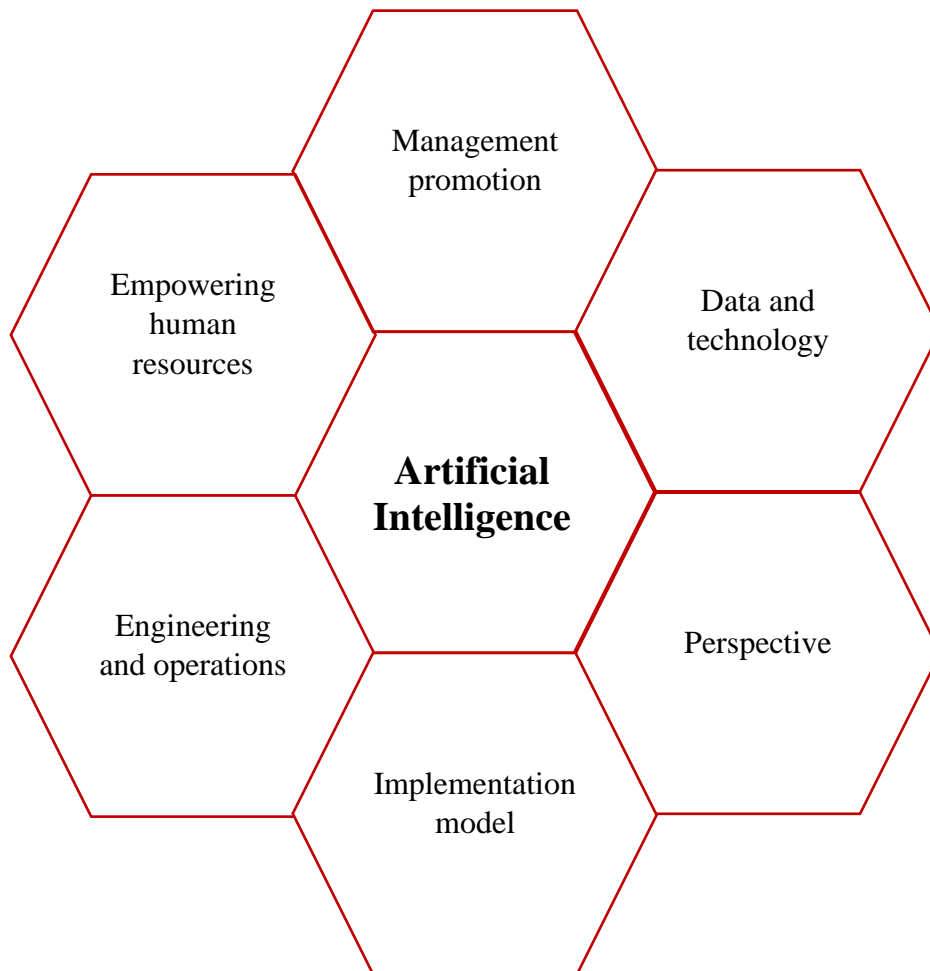 Management
promotion
Empowering
human
resources
Data and
technology
Artificial
Intelligence
Engineering
and operations
Perspective
Implementation
model